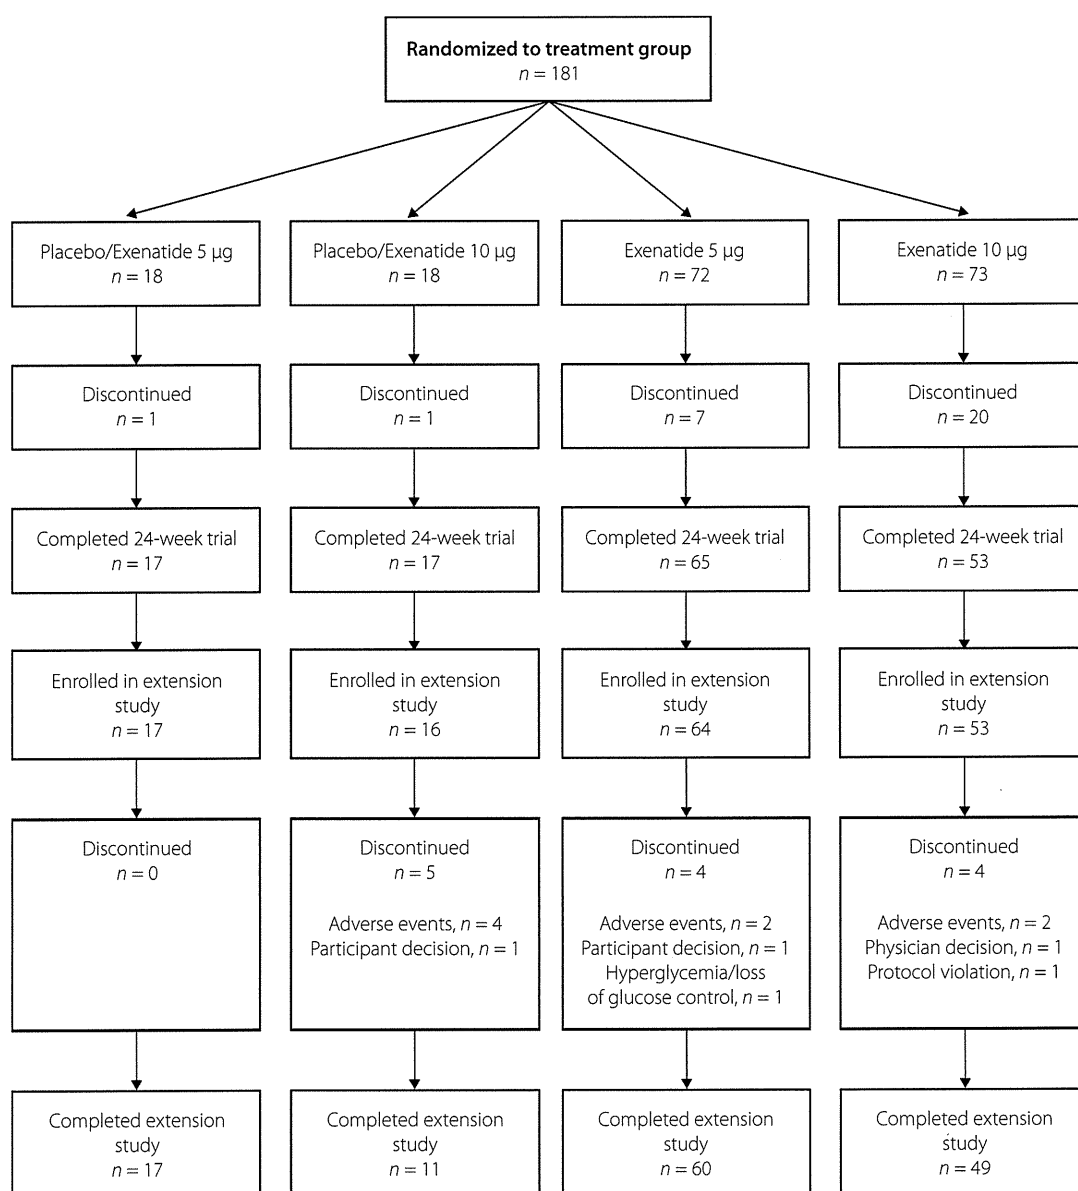 Randomized to treatment group
n = 181
Placebo/Exenatide 5 μg
n = 18
Placebo/Exenatide 10 μg
n = 18
Exenatide 5 μg
n = 72
Exenatide 10 μg
n = 73
Discontinued
n = 1
Discontinued
n = 1
Discontinued
n = 7
Discontinued
n = 20
Completed 24-week trial
n = 17
Completed 24-week trial
n = 17
Completed 24-week trial
n = 65
Completed 24-week trial
n = 53
Enrolled in extension
study
n = 17
Enrolled in extension
study
n = 16
Enrolled in extension
study
n = 64
Enrolled in extension
study
n = 53
Discontinued
n = 0
Discontinued
n = 5
Adverse events, n = 4
Participant decision, n = 1
Discontinued
n = 4
Adverse events, n = 2
Participant decision, n = 1
Hyperglycemia/loss
of glucose control, n = 1
Discontinued
n = 4
Adverse events, n = 2
Physician decision, n = 1
Protocol violation, n = 1
Completed extension
study
n = 17
Completed extension
study
n = 11
Completed extension
study
n = 60
Completed extension
study
n = 49